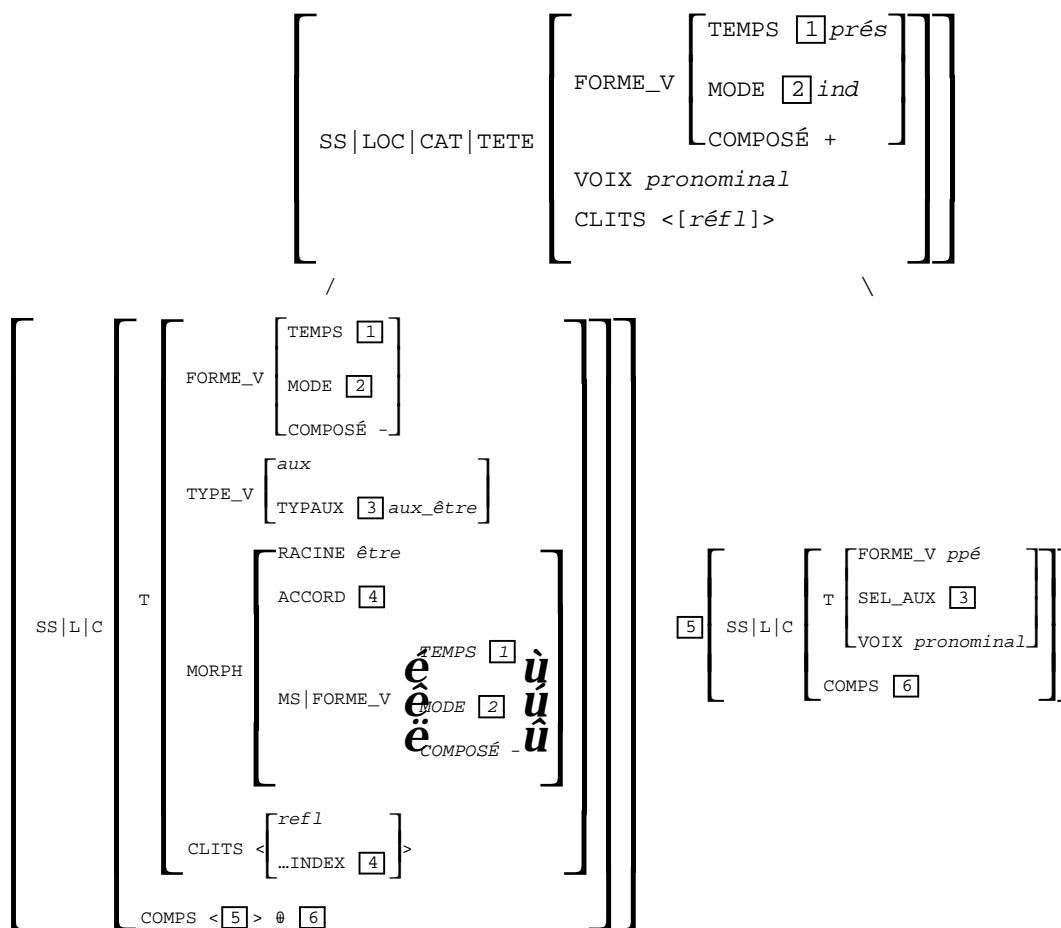 TEMPS 1 prés
FORME_V
MODE 2 ind
SS|LOC|CAT|TETE
COMPOSÉ +
VOIX pronominal
CLITS <[réfl]>
/ \
TEMPS 1
FORME_V
MODE 2
COMPOSÉ -
aux
TYPE_V
TYPAUX 3 aux_être
RACINE être
ACCORD 4
T
SS|L|C
TEMPS 1
MORPH
é ù
MS|FORME_V
ê MODE 2 ú
ë COMPOSÉ - û
refl
CLITS < >
…INDEX 4
COMPS <5> ⊕ 6
FORME_V ppé
5 SS|L|C T SEL_AUX 3
VOIX pronominal
COMPS 6